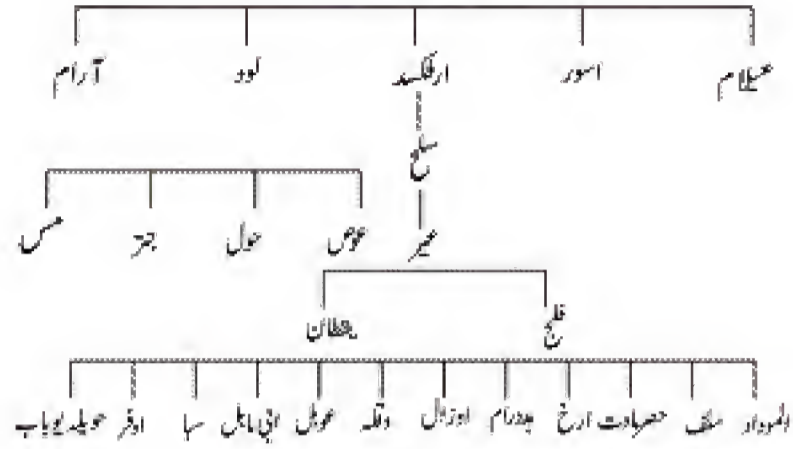 عیلام اسور ارفکسد لود آرام
سلح
عبر عوص حول جتر مس
فلج یقطان
الموداد سلف حصرماوت ارخ ہدورام اوزال دقلہ عوبل ابی مایل سبا اوفر حویلہ یوباب